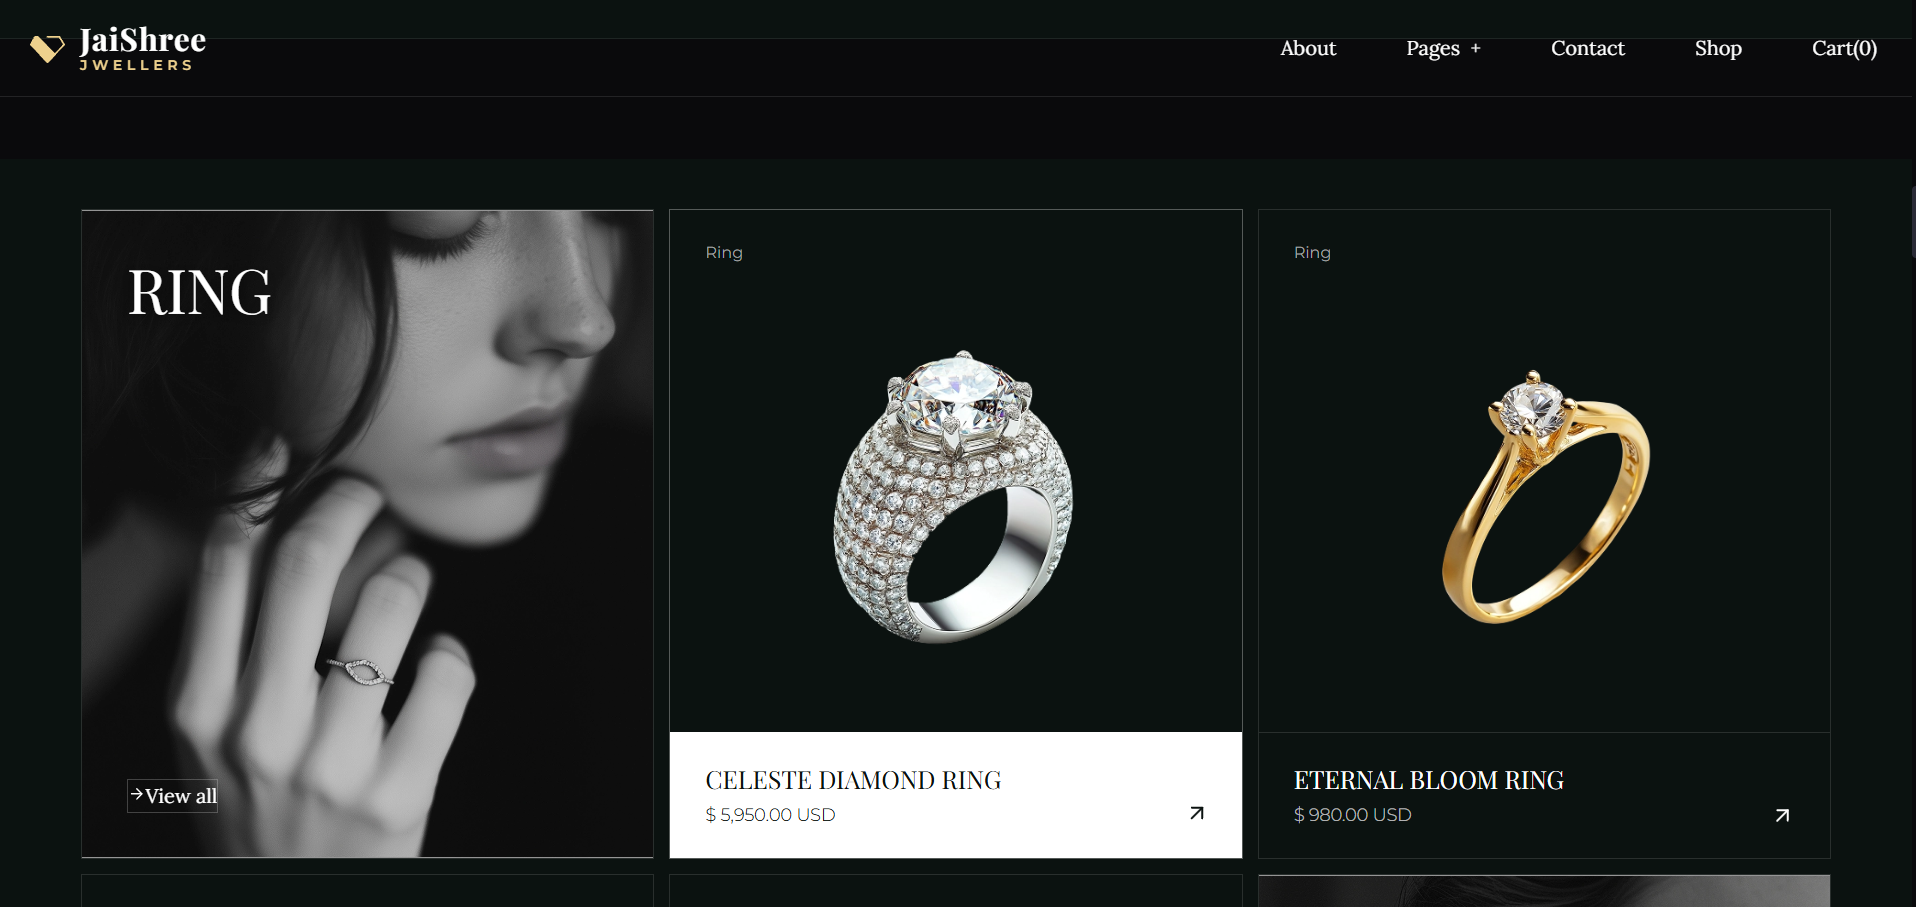 JaiShree
JWELLERS
About
Pages +
Contact
Shop
Cart(0)
RING
→View all
Ring
CELESTE DIAMOND RING
$ 5,950.00 USD
Ring
ETERNAL BLOOM RING
$ 980.00 USD